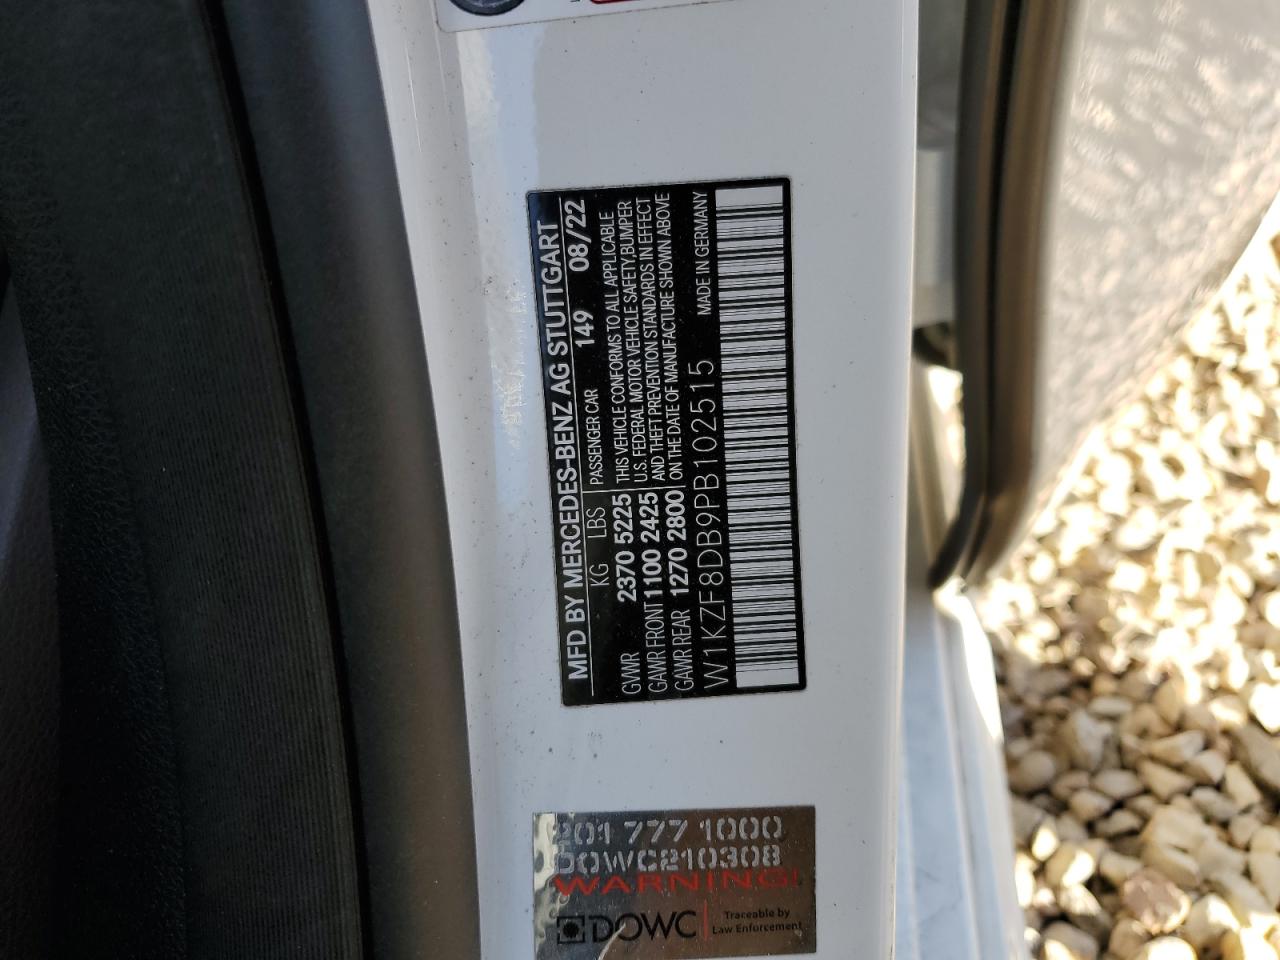 MFD BY MERCEDES-BENZ AG STUTTGART
KG LBS PASSENGER CAR 149 08/22
GVWR 2370 5225 THIS VEHICLE CONFORMS TO ALL APPLICABLE
GAWR FRONT 1100 2425 U.S. FEDERAL MOTOR VEHICLE SAFETY,BUMPER
AND THEFT PREVENTION STANDARDS IN EFFECT
GAWR REAR 1270 2800 ON THE DATE OF MANUFACTURE SHOWN ABOVE
W1KZF8DB9PB102515 MADE IN GERMANY
201 777 1000
DOWC210308
WARNING!
DOWC
Traceable by
Law Enforcement